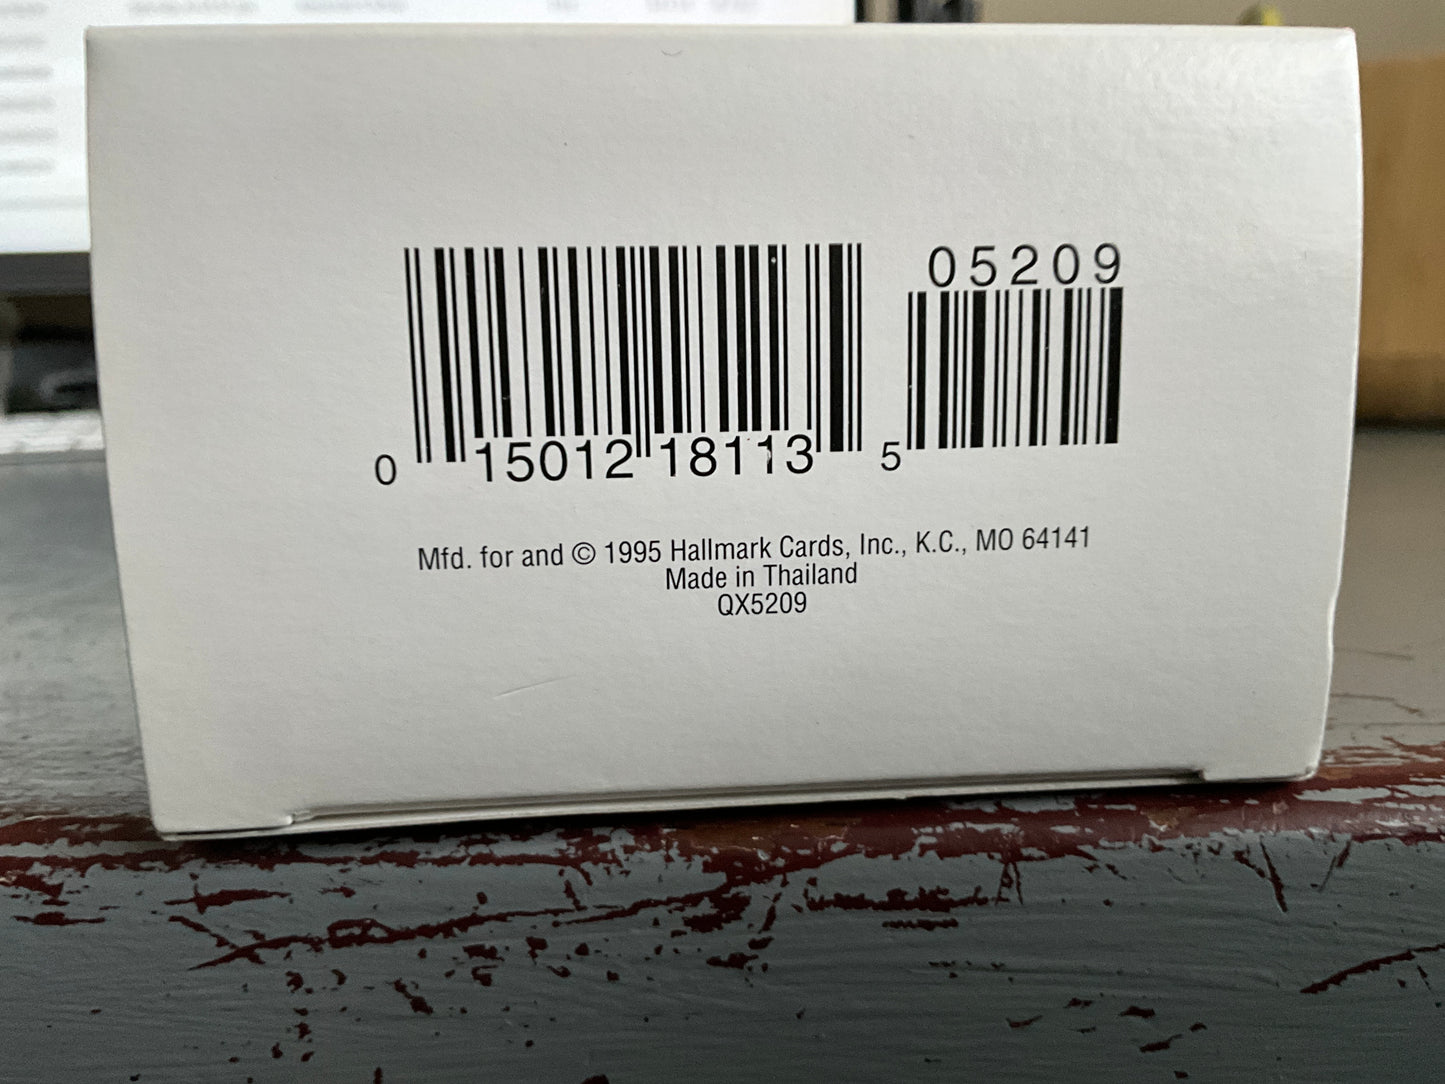 05209
0 15012 18113 5
Mfd. for and © 1995 Hallmark Cards, Inc., K.C., MO 64141
Made in Thailand
QX5209